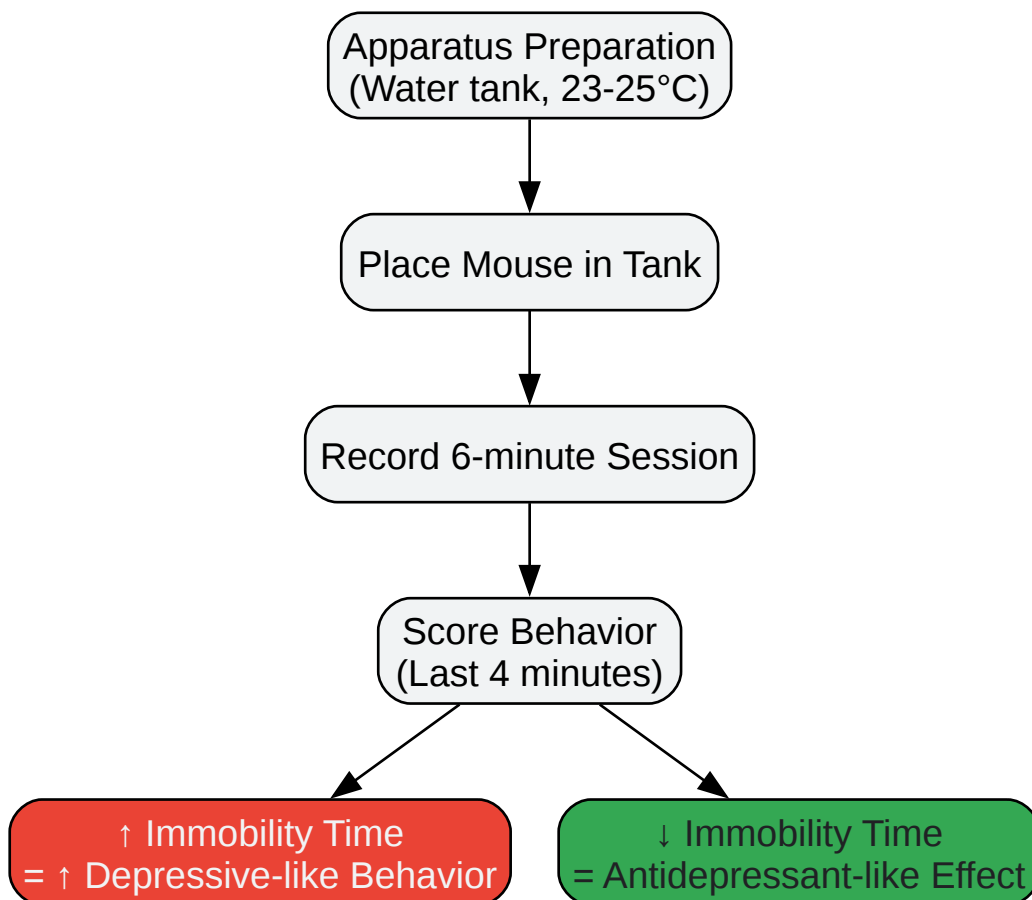 Apparatus Preparation
(Water tank, 23-25°C)
Place Mouse in Tank
Record 6-minute Session
Score Behavior
(Last 4 minutes)
↑ Immobility Time
= ↑ Depressive-like Behavior
↓ Immobility Time
= Antidepressant-like Effect